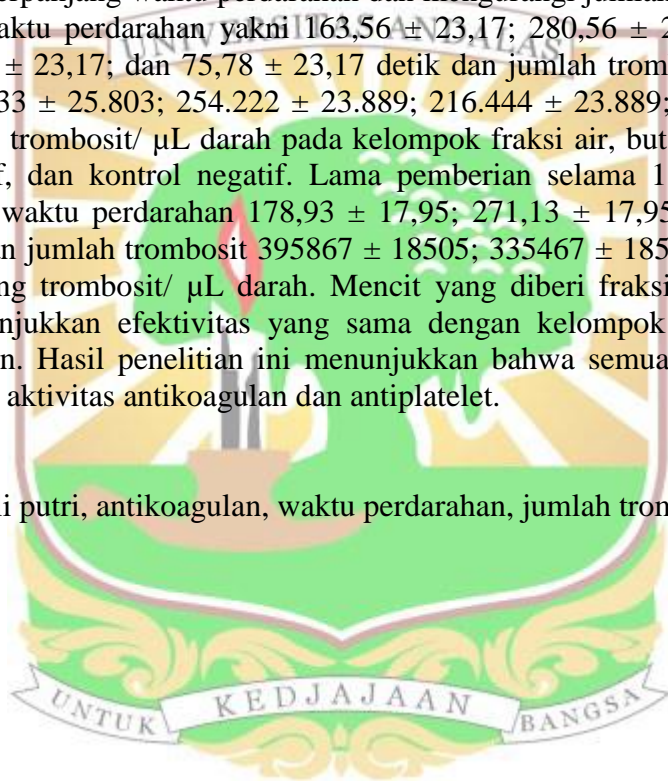 waktu perdarahan dan mengurangi jumlah
waktu perdarahan yakni 163,56 ± 23,17; 280,56 ±
UNIVERSITAS ANDALAS
± 23,17; dan 75,78 ± 23,17 detik dan jumlah trom
33 ± 25.803; 254.222 ± 23.889; 216.444 ± 23.889;
trombosit/ μL darah pada kelompok fraksi air, but
f, dan kontrol negatif. Lama pemberian selama 1
waktu perdarahan 178,93 ± 17,95; 271,13 ± 17,95
n jumlah trombosit 395867 ± 18505; 335467 ± 185
ng trombosit/ μL darah. Mencit yang diberi fraksi
njukkan efektivitas yang sama dengan kelompok
n. Hasil penelitian ini menunjukkan bahwa semua
aktivitas antikoagulan dan antiplatelet.
i putri, antikoagulan, waktu perdarahan, jumlah tron
UNTUK KEDJAJAAN BANGSA